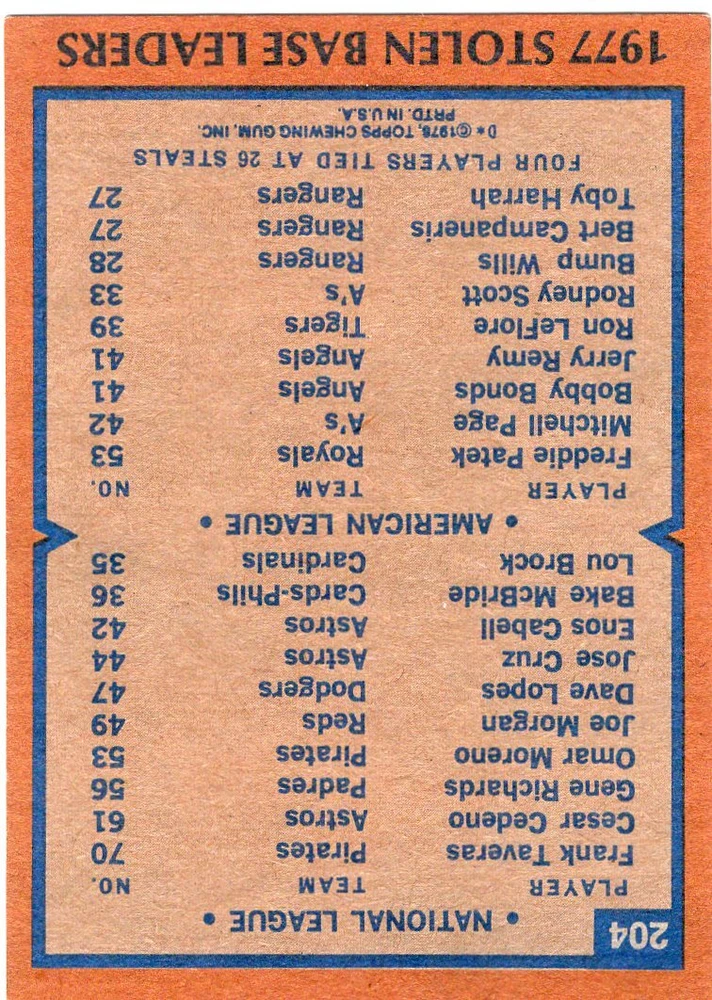 204
• NATIONAL LEAGUE •
PLAYER TEAM NO.
Frank Taveras Pirates 70
Cesar Cedeno Astros 61
Gene Richards Padres 56
Omar Moreno Pirates 53
Joe Morgan Reds 49
Dave Lopes Dodgers 47
Jose Cruz Astros 44
Enos Cabell Astros 42
Bake McBride Cards-Phils 36
Lou Brock Cardinals 35
• AMERICAN LEAGUE •
PLAYER TEAM NO.
Freddie Patek Royals 53
Mitchell Page A's 42
Bobby Bonds Angels 41
Jerry Remy Angels 41
Ron LeFlore Tigers 39
Rodney Scott A's 33
Bump Wills Rangers 28
Bert Campaneris Rangers 27
Toby Harrah Rangers 27
FOUR PLAYERS TIED AT 26 STEALS
D*©1978, TOPPS CHEWING GUM, INC.
PRTD. IN U.S.A.
1977 STOLEN BASE LEADERS